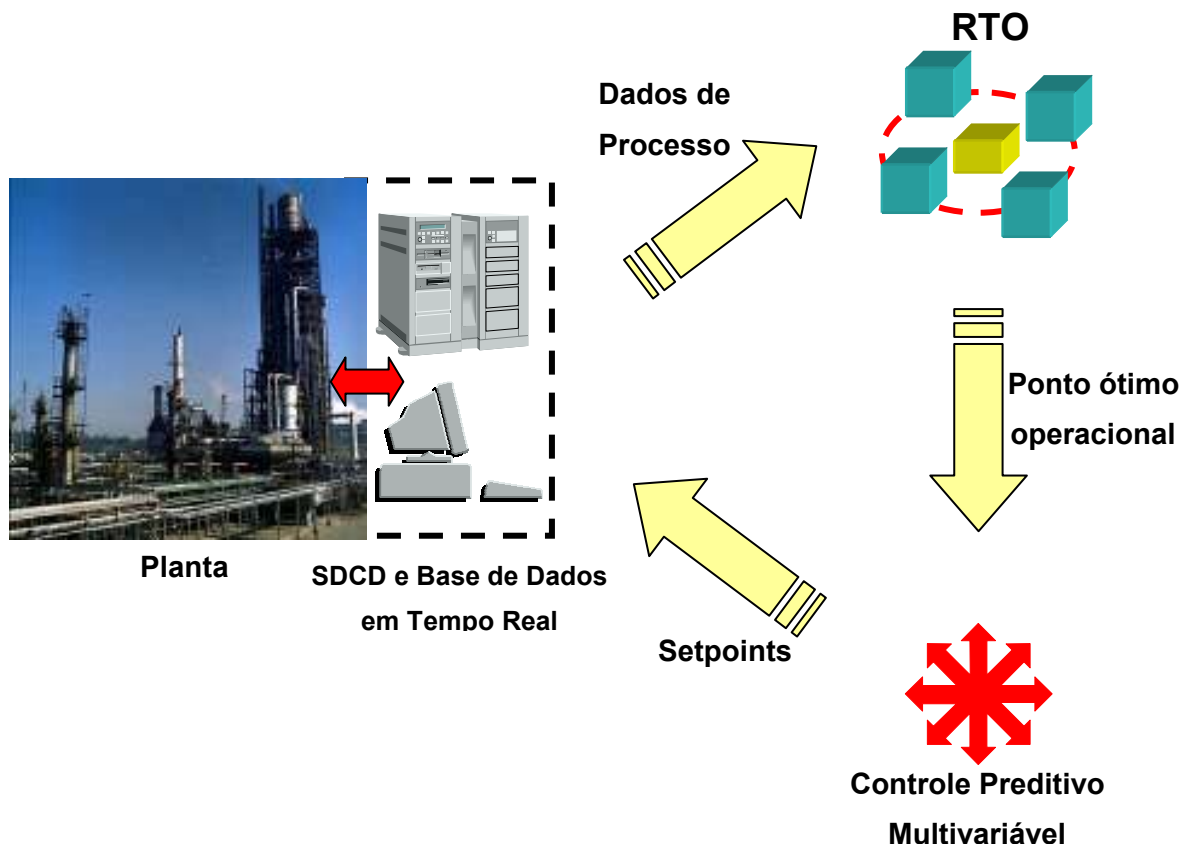 RTO
Dados de
Processo
Ponto ótimo
operacional
Planta
SDCD e Base de Dados
em Tempo Real
Setpoints
Controle Preditivo
Multivariável